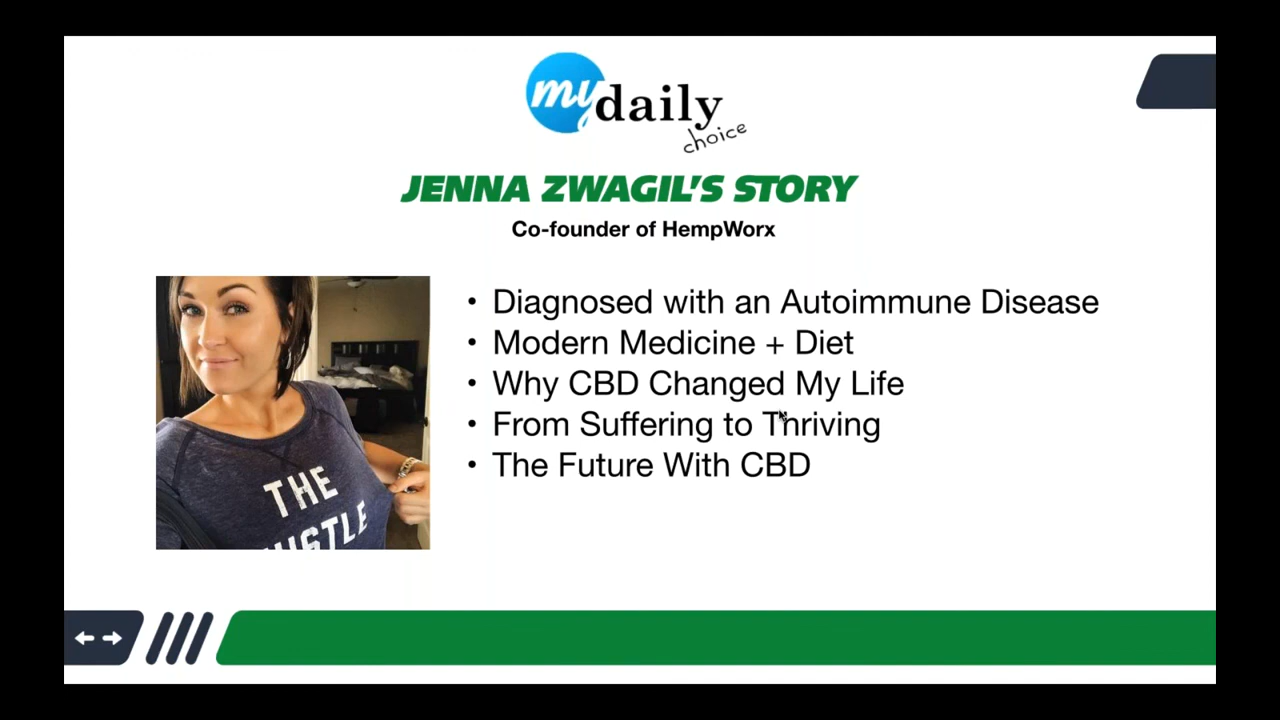 my daily
choice
JENNA ZWAGIL'S STORY
Co-founder of HempWorx
• Diagnosed with an Autoimmune Disease
• Modern Medicine + Diet
• Why CBD Changed My Life
• From Suffering to Thriving
• The Future With CBD
THE